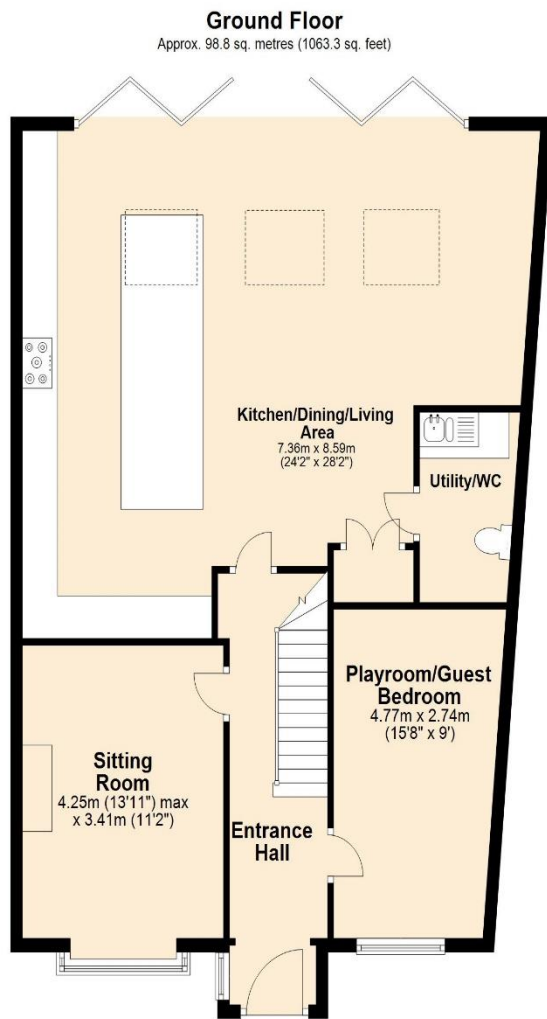 Ground Floor
Approx. 98.8 sq. metres (1063.3 sq. feet)
Kitchen/Dining/Living
Area
7.36m x 8.59m
(24'2" x 28'2")
Utility/WC
Playroom/Guest
Bedroom
4.77m x 2.74m
(15'8" x 9')
Sitting
Room
4.25m (13'11") max
x 3.41m (11'2")
Entrance
Hall